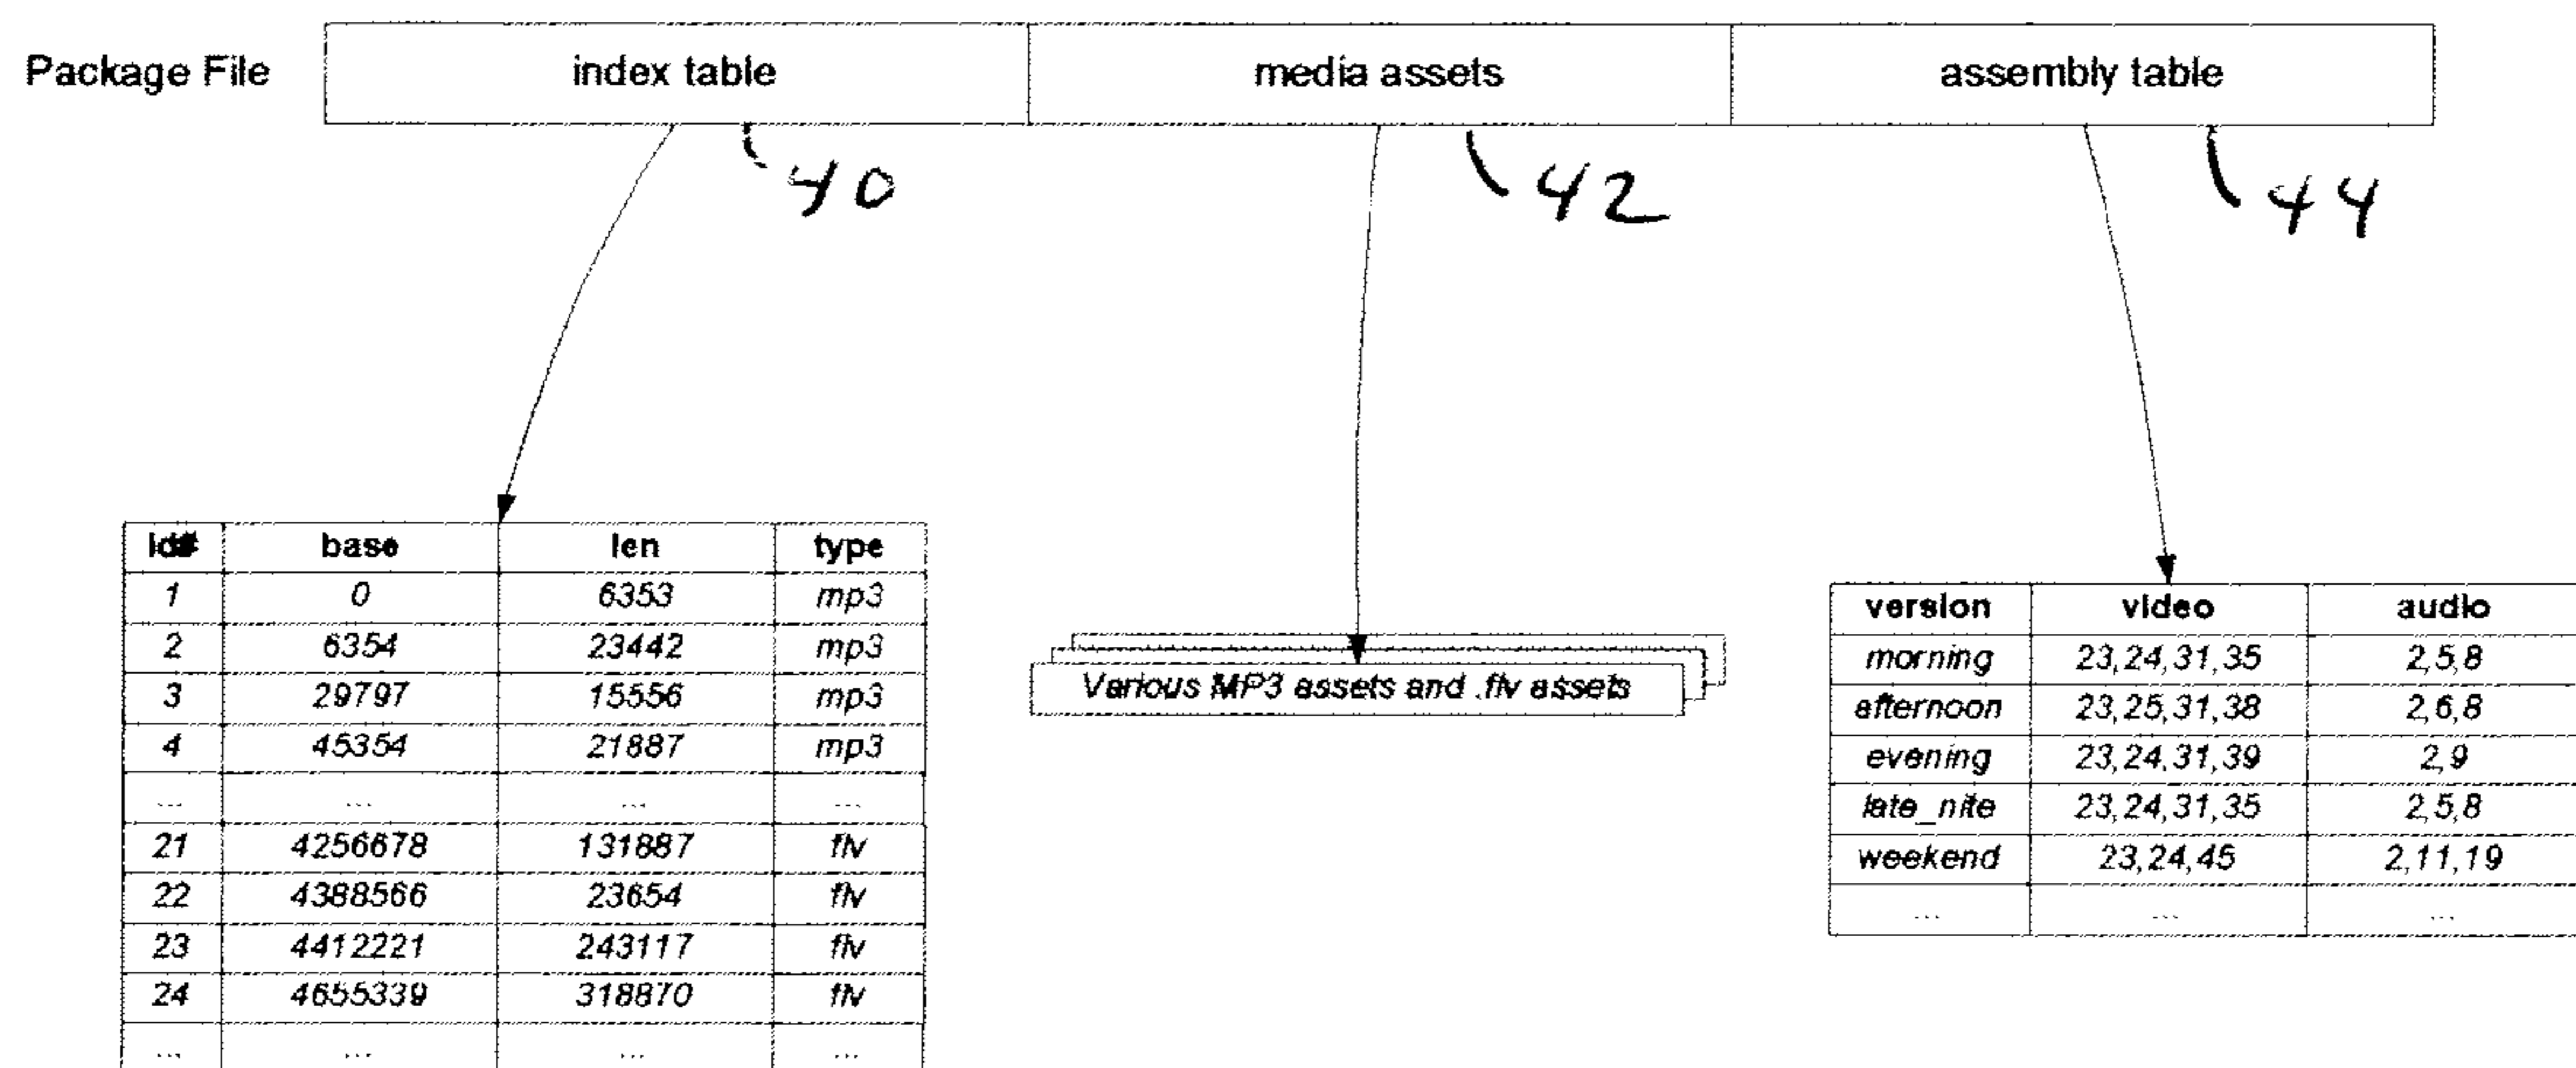 Package File index table media assets assembly table
40 42 44
id# base len type
1 0 6353 mp3
2 6354 23442 mp3
3 29797 15556 mp3
4 45354 21887 mp3
... ... ... ...
21 4256678 131887 flv
22 4388566 23654 flv
23 4412221 243117 flv
24 4655339 318870 flv
... ... ... ...
Various MP3 assets and .flv assets
version video audio
morning 23,24,31,35 2,5,8
afternoon 23,25,31,38 2,6,8
evening 23,24,31,39 2,9
late_nite 23,24,31,35 2,5,8
weekend 23,24,45 2,11,19
... ... ...